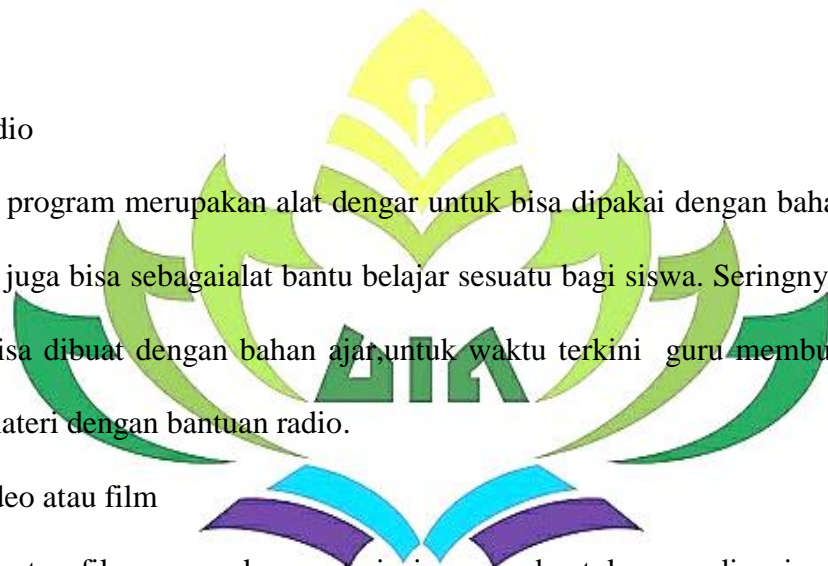 dio
program merupakan alat dengar untuk bisa dipakai dengan baha
juga bisa sebagaialat bantu belajar sesuatu bagi siswa. Seringny
isa dibuat dengan bahan ajar,untuk waktu terkini guru membu
ateri dengan bantuan radio.
deo atau film